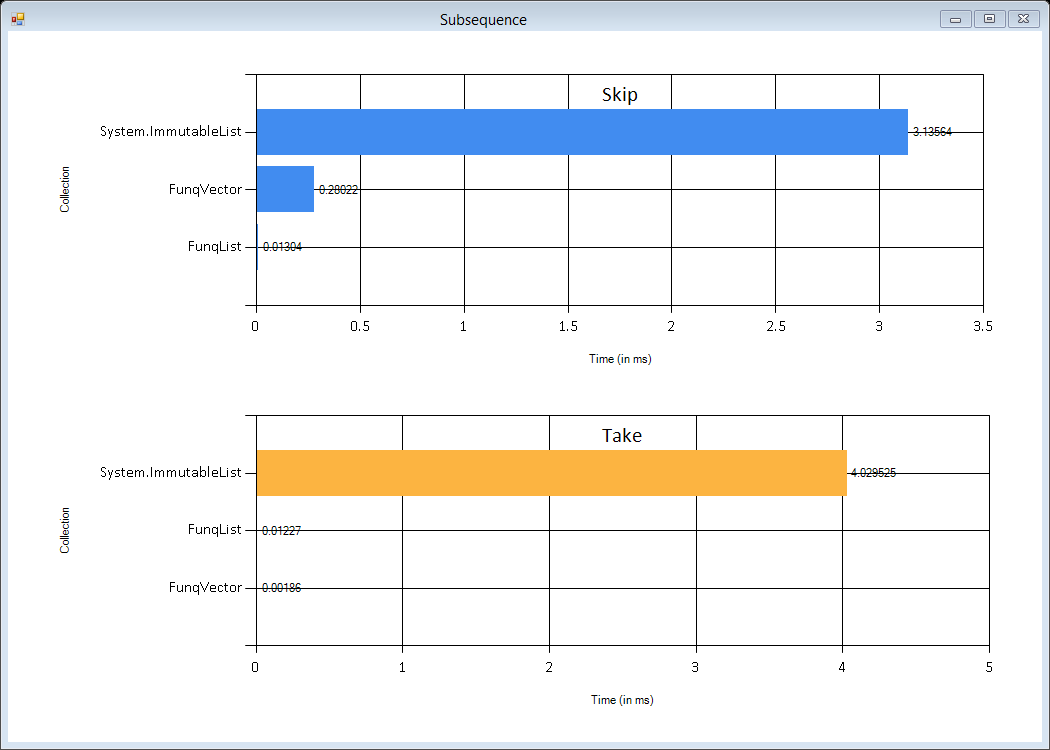 Subsequence
Skip
System.ImmutableList
3.13564
FunqVector
0.28022
FunqList
0.01304
Collection
0 0.5 1 1.5 2 2.5 3 3.5
Time (in ms)
Take
System.ImmutableList
4.029525
FunqList
0.01227
FunqVector
0.00186
Collection
0 1 2 3 4 5
Time (in ms)